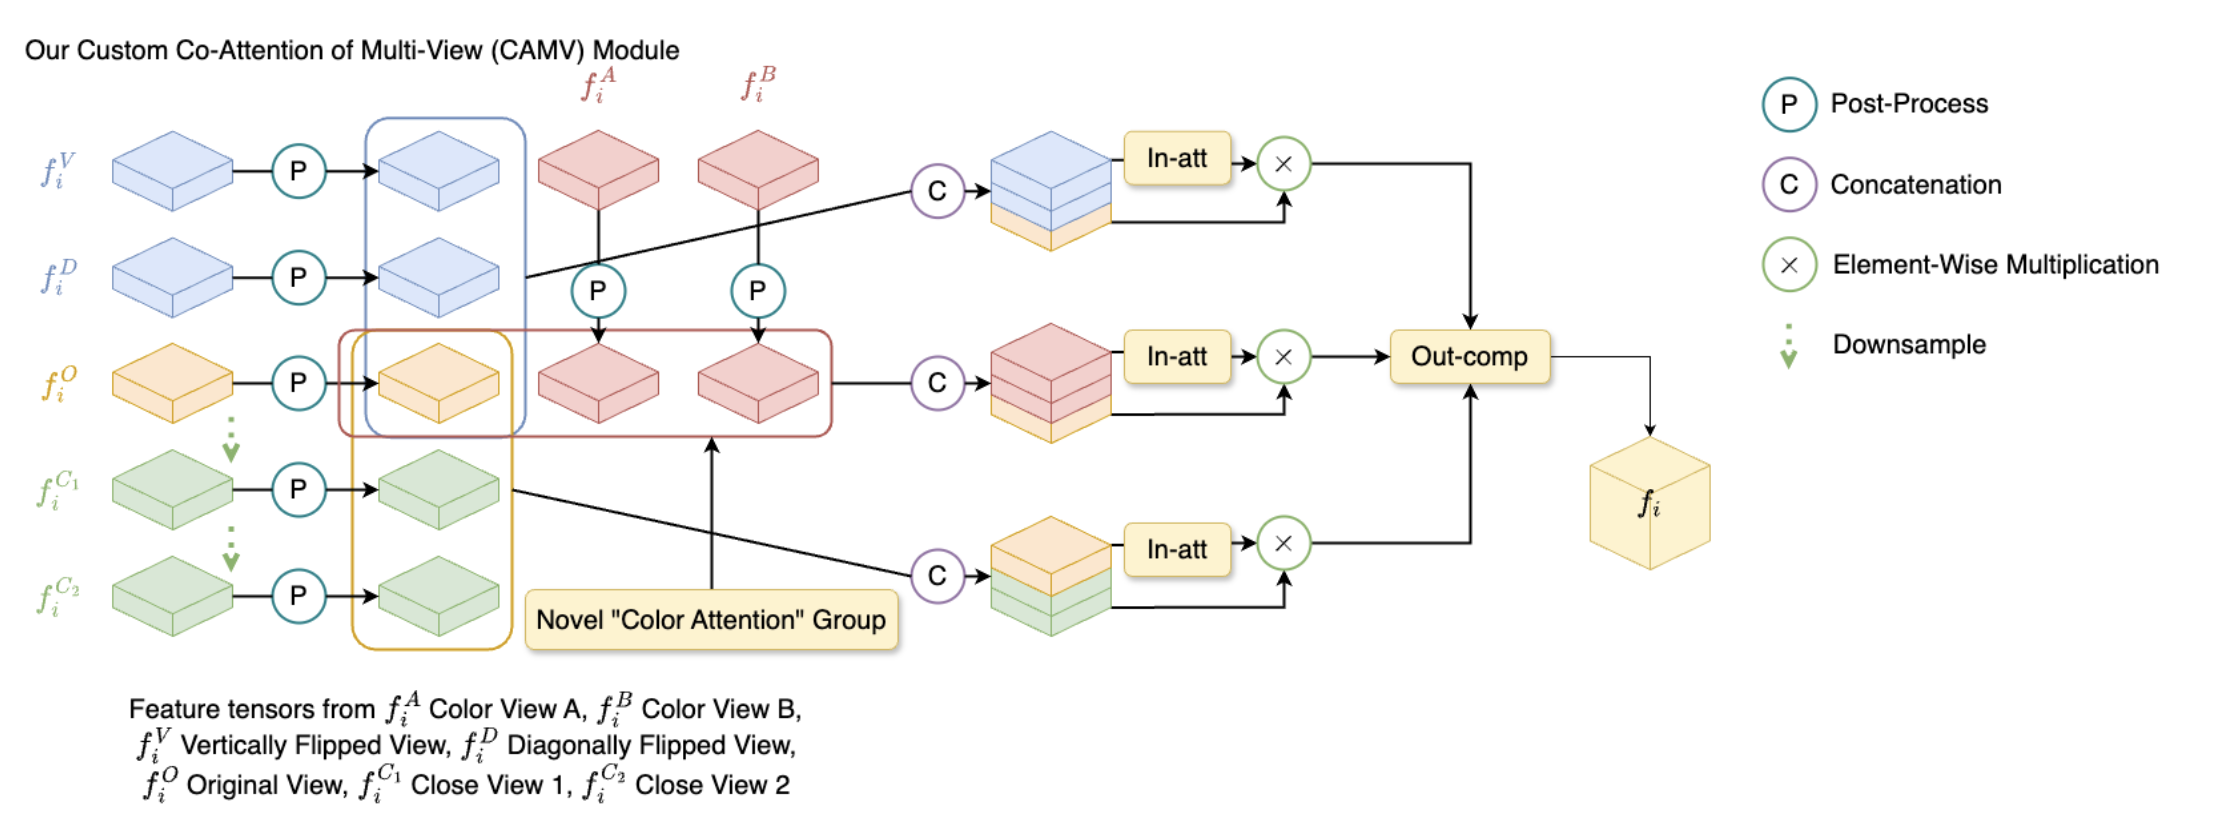 Our Custom Co-Attention of Multi-View (CAMV) Module
f_i^A
f_i^B
f_i^V
P
C
In-att
×
f_i^D
P
P
P
f_i^O
P
C
In-att
×
Out-comp
f_i^{C_1}
P
f_i
f_i^{C_2}
P
C
In-att
×
Novel "Color Attention" Group
P Post-Process
C Concatenation
× Element-Wise Multiplication
Downsample
Feature tensors from f_i^A Color View A, f_i^B Color View B,
f_i^V Vertically Flipped View, f_i^D Diagonally Flipped View,
f_i^O Original View, f_i^{C_1} Close View 1, f_i^{C_2} Close View 2